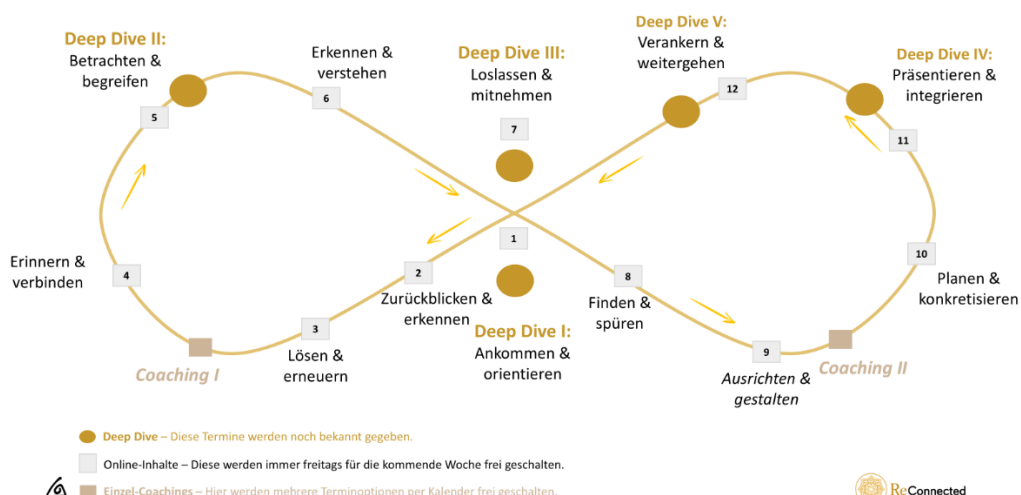 Deep Dive II:
Betrachten &
begreifen
5
Erkennen &
verstehen
6
Deep Dive III:
Loslassen &
mitnehmen
7
Deep Dive V:
Verankern &
weitergehen
12
Deep Dive IV:
Präsentieren &
integrieren
11
Erinnern &
verbinden
4
Coaching I
3
Lösen &
erneuern
2
Zurückblicken &
erkennen
1
Deep Dive I:
Ankommen &
orientieren
8
Finden &
spüren
9
Ausrichten &
gestalten
Coaching II
10
Planen &
konkretisieren
Deep Dive – Diese Termine werden noch bekannt gegeben.
Online-Inhalte – Diese werden immer freitags für die kommende Woche frei geschalten.
Einzel-Coachings – Hier werden mehrere Terminoptionen per Kalender frei geschalten.
ReConnected